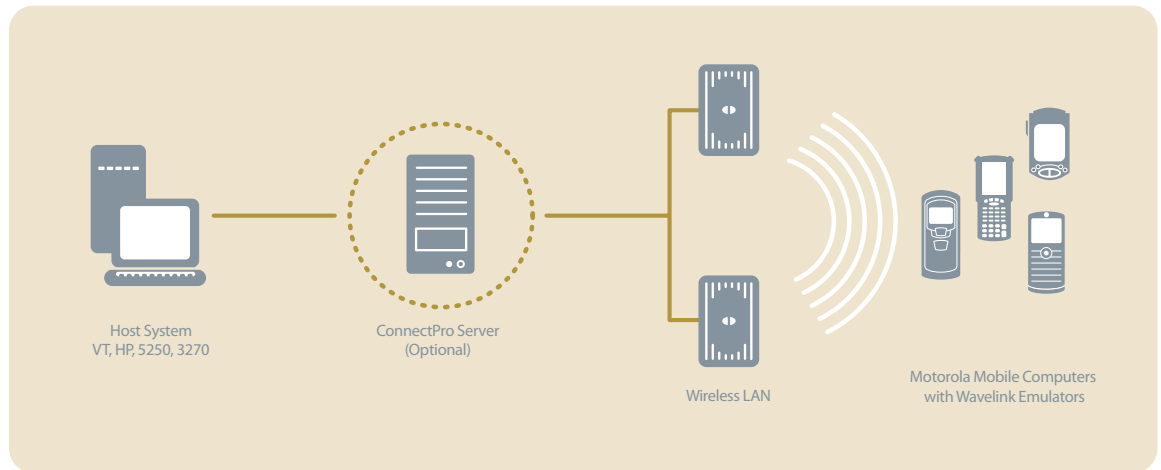 Host System
VT, HP, 5250, 3270
ConnectPro Server
(Optional)
Wireless LAN
Motorola Mobile Computers
with Wavelink Emulators